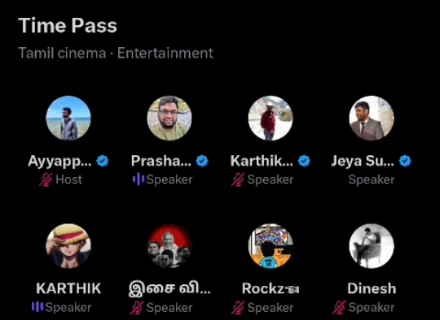 Time Pass
Tamil cinema · Entertainment
Ayyapp... Prasha... Karthik... Jeya Su...
Host Speaker Speaker Speaker
KARTHIK இசை வி... Rockz Dinesh
Speaker Speaker Speaker Speaker